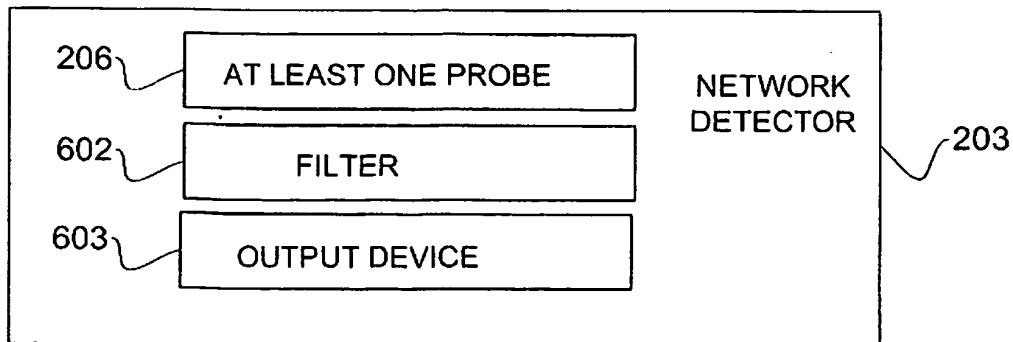 206
AT LEAST ONE PROBE
NETWORK
DETECTOR
203
602
FILTER
603
OUTPUT DEVICE